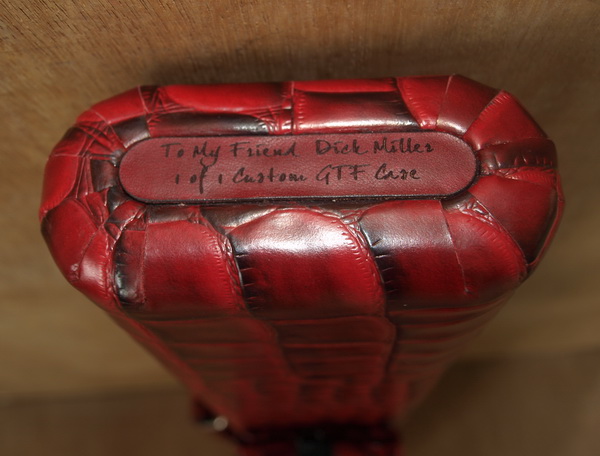 To My Friend Dick Miller
1 of 1 Custom GTF Case